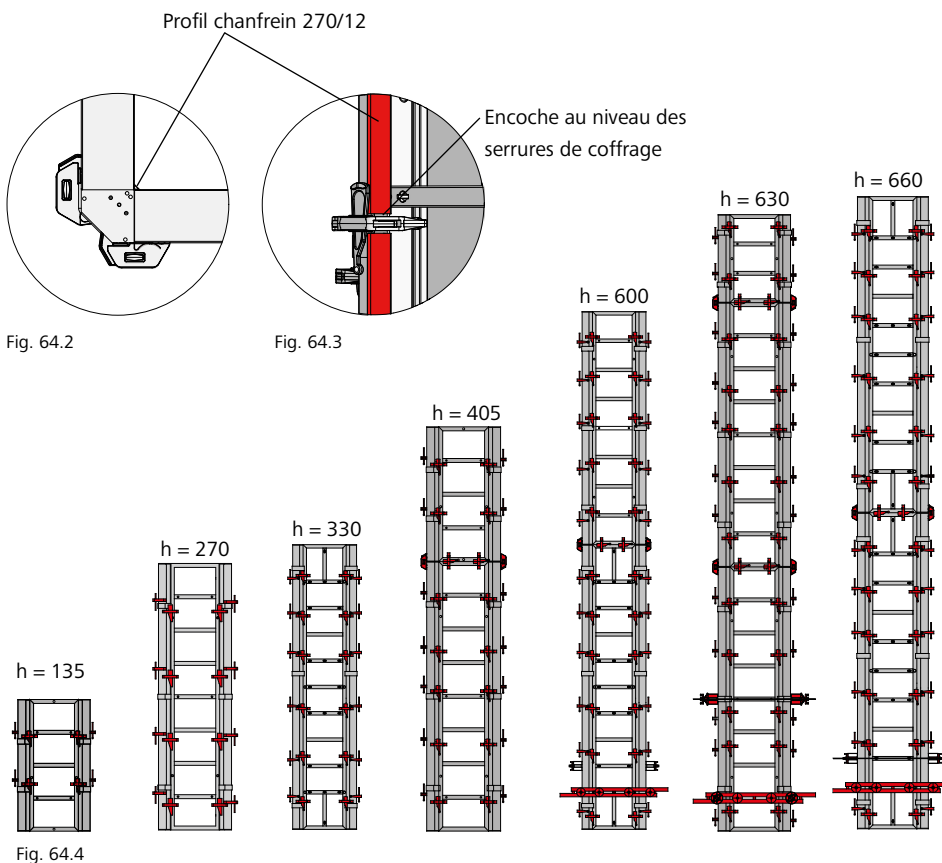 Profil chanfrein 270/12
Encoche au niveau des
serrures de coffrage
Fig. 64.2
Fig. 64.3
h = 135
h = 270
h = 330
h = 405
h = 600
h = 630
h = 660
Fig. 64.4